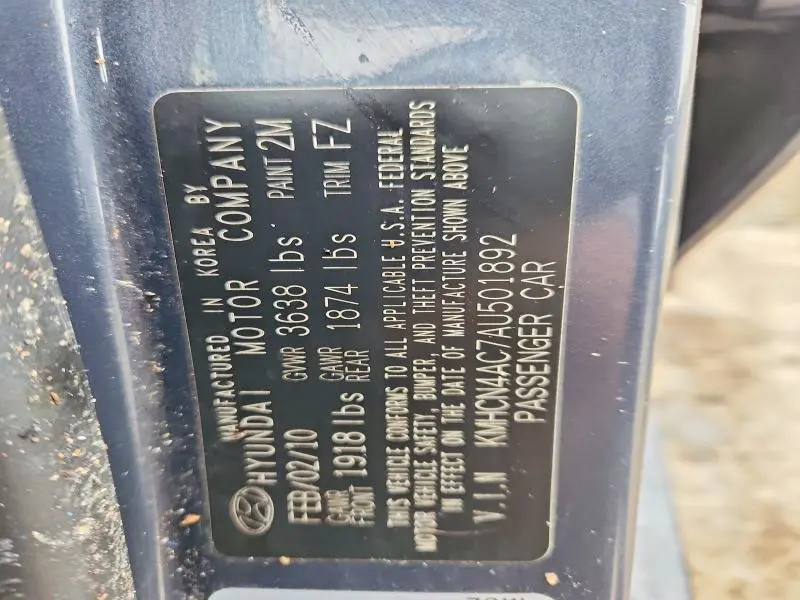 MANUFACTURED IN KOREA BY
HYUNDAI MOTOR COMPANY
FEB/02/10 GVWR 3638 lbs PAINT 2M
GAWR FRONT 1918 lbs GAWR REAR 1874 lbs TRIM FZ
THIS VEHICLE CONFORMS TO ALL APPLICABLE U.S.A. FEDERAL
MOTOR VEHICLE SAFETY, BUMPER, AND THEFT PREVENTION STANDARDS
IN EFFECT ON THE DATE OF MANUFACTURE SHOWN ABOVE
V.I.N KMHCN4AC7AU501892
PASSENGER CAR